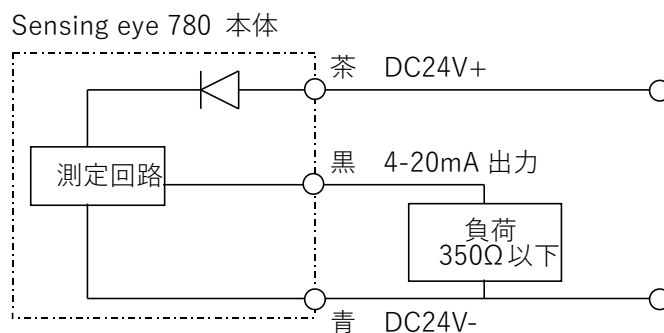 Sensing eye 780 本体
茶 DC24V+
測定回路
黒 4-20mA 出力
負荷
350Ω以下
青 DC24V-